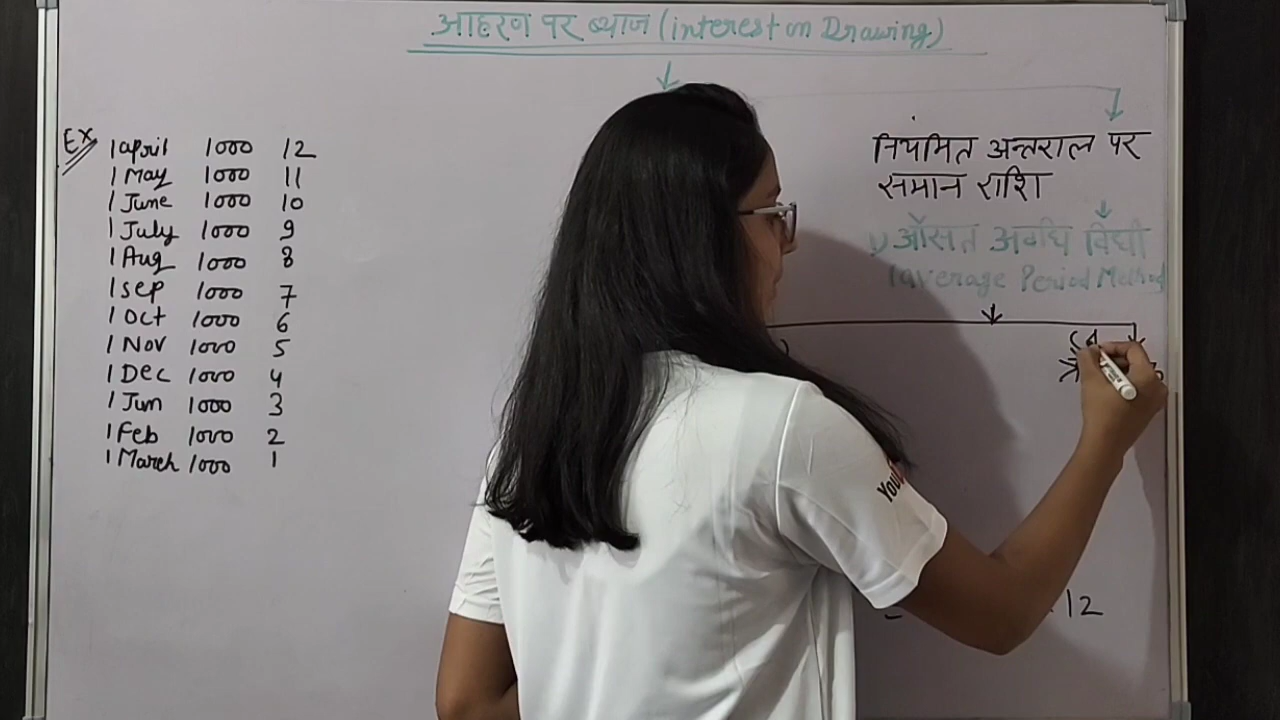 आहरण पर ब्याज (interest on Drawing)
EX
1 april 1000 12
1 May 1000 11
1 June 1000 10
1 July 1000 9
1 Aug 1000 8
1 sep 1000 7
1 Oct 1000 6
1 Nov 1000 5
1 Dec 1000 4
1 Jun 1000 3
1 Feb 1000 2
1 March 1000 1
नियमित अन्तराल पर
समान राशि
1) औसत अवधि विधी
(average Period Method
12